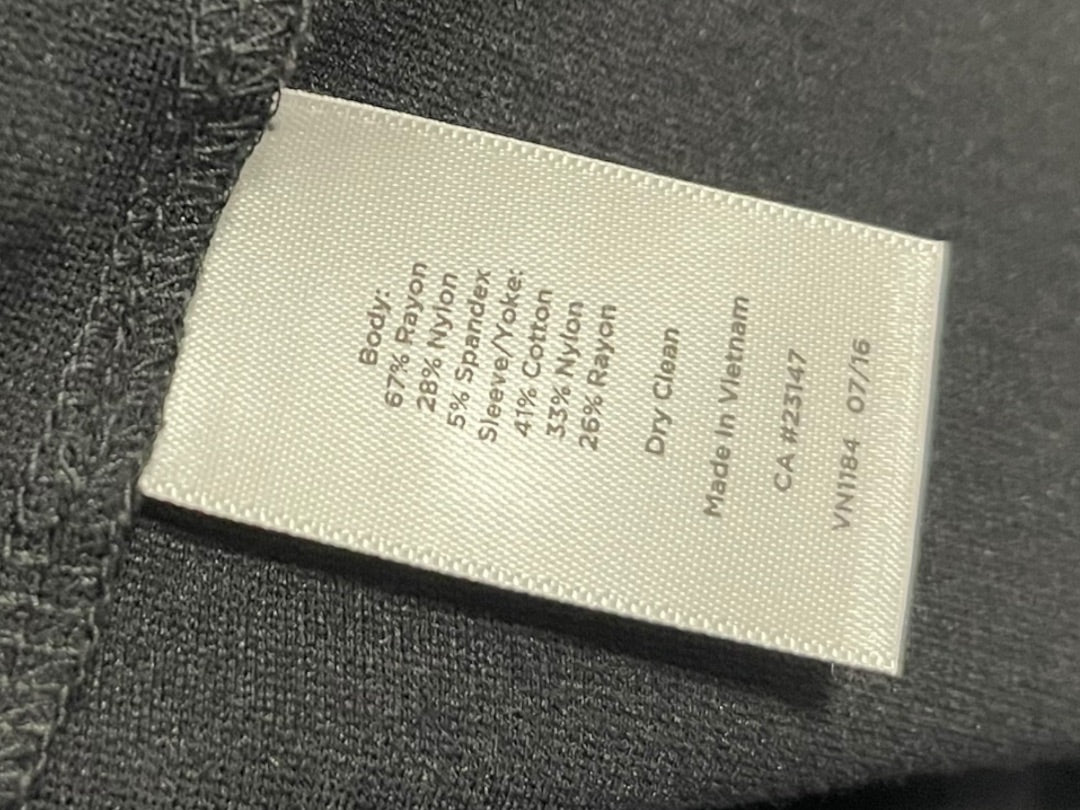 Body:
67% Rayon
28% Nylon
5% Spandex
Sleeve/Yoke:
41% Cotton
33% Nylon
26% Rayon
Dry Clean
Made In Vietnam
CA #23147
VN1184 07/16